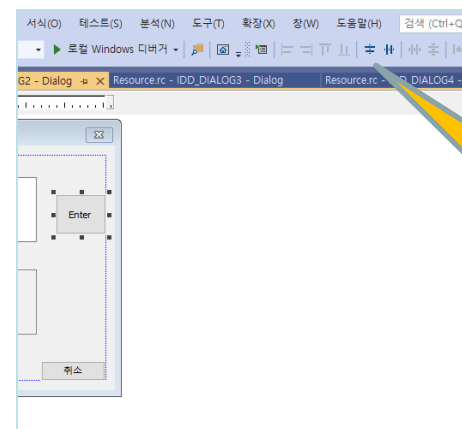 서식(O) 테스트(S) 분석(N) 도구(T) 확장(X) 창(W) 도움말(H) 검색 (Ctrl+Q
로컬 Windows 디버거
G2 - Dialog Resource.rc - IDD_DIALOG3 - Dialog Resource.rc - DIALOG4 -
Enter
취소